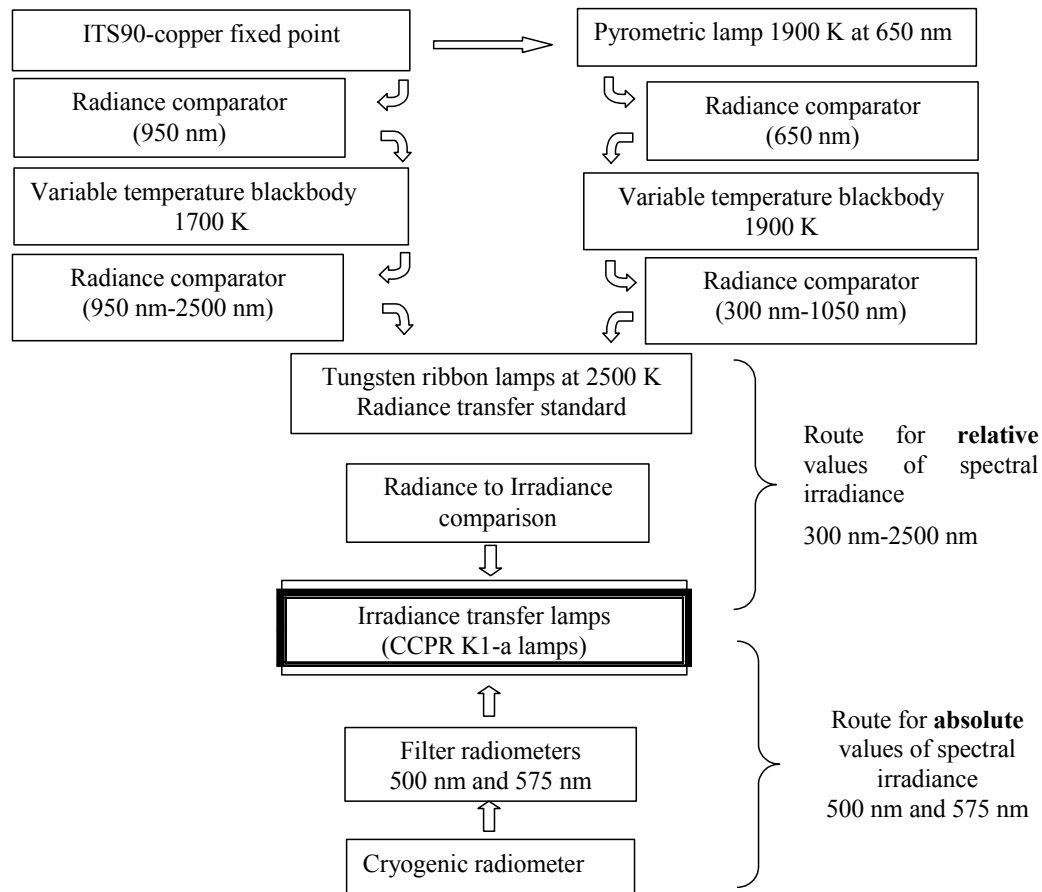 ITS90-copper fixed point
Pyrometric lamp 1900 K at 650 nm
Radiance comparator
(950 nm)
Radiance comparator
(650 nm)
Variable temperature blackbody
1700 K
Variable temperature blackbody
1900 K
Radiance comparator
(950 nm-2500 nm)
Radiance comparator
(300 nm-1050 nm)
Tungsten ribbon lamps at 2500 K
Radiance transfer standard
Route for relative
values of spectral
irradiance
300 nm-2500 nm
Radiance to Irradiance
comparison
Irradiance transfer lamps
(CCPR K1-a lamps)
Filter radiometers
500 nm and 575 nm
Route for absolute
values of spectral
irradiance
500 nm and 575 nm
Cryogenic radiometer